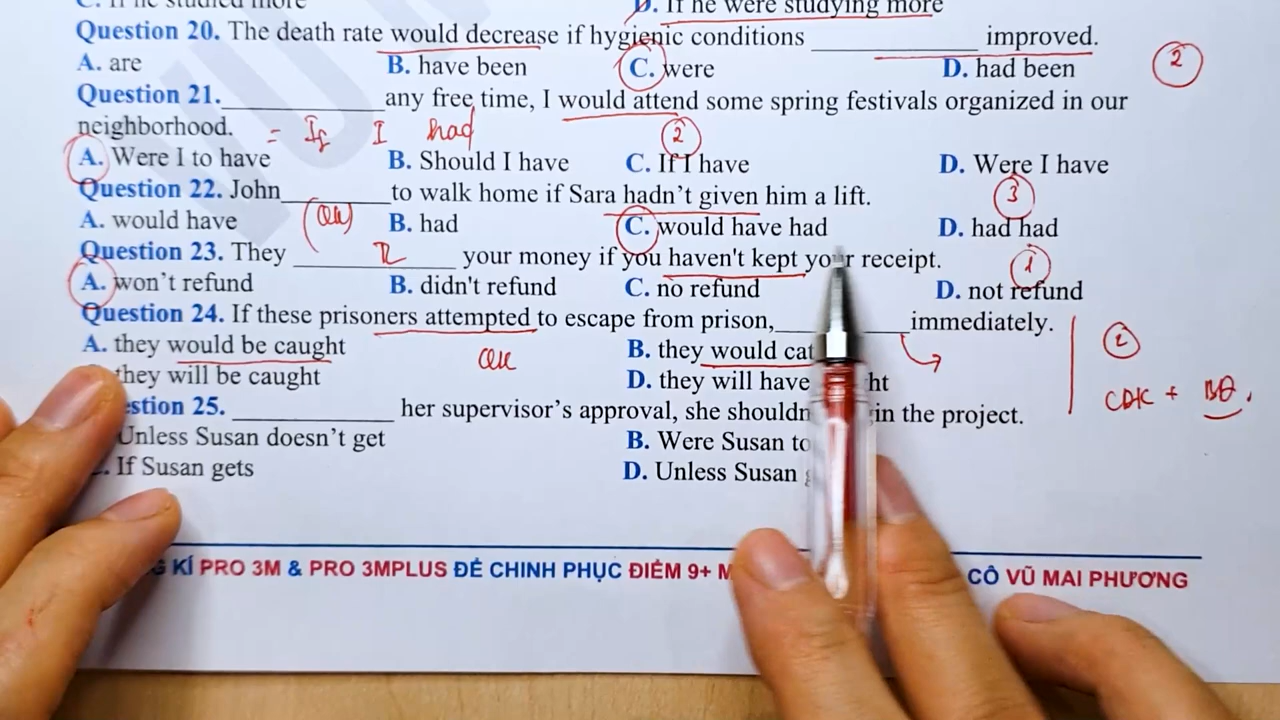 C. If he studied more D. If he were studying more
Question 20. The death rate would decrease if hygienic conditions ____________ improved.
A. are B. have been C. were D. had been 2
Question 21.____________any free time, I would attend some spring festivals organized in our
neighborhood. = If I had 2
A. Were I to have B. Should I have C. If I have D. Were I have
Question 22. John________to walk home if Sara hadn't given him a lift. 3
A. would have (QK) B. had C. would have had D. had had
Question 23. They ____________ your money if you haven't kept your receipt. 1
A. won't refund B. didn't refund C. no refund D. not refund
Question 24. If these prisoners attempted to escape from prison,__________immediately. 2
A. they would be caught B. they would cat
they will be caught D. they will have ht CĐK + BĐ.
estion 25. ____________ her supervisor's approval, she shouldn in the project.
Unless Susan doesn't get B. Were Susan to
If Susan gets D. Unless Susan
KÍ PRO 3M & PRO 3MPLUS ĐỂ CHINH PHỤC ĐIỂM 9+ M CÔ VŨ MAI PHƯƠNG